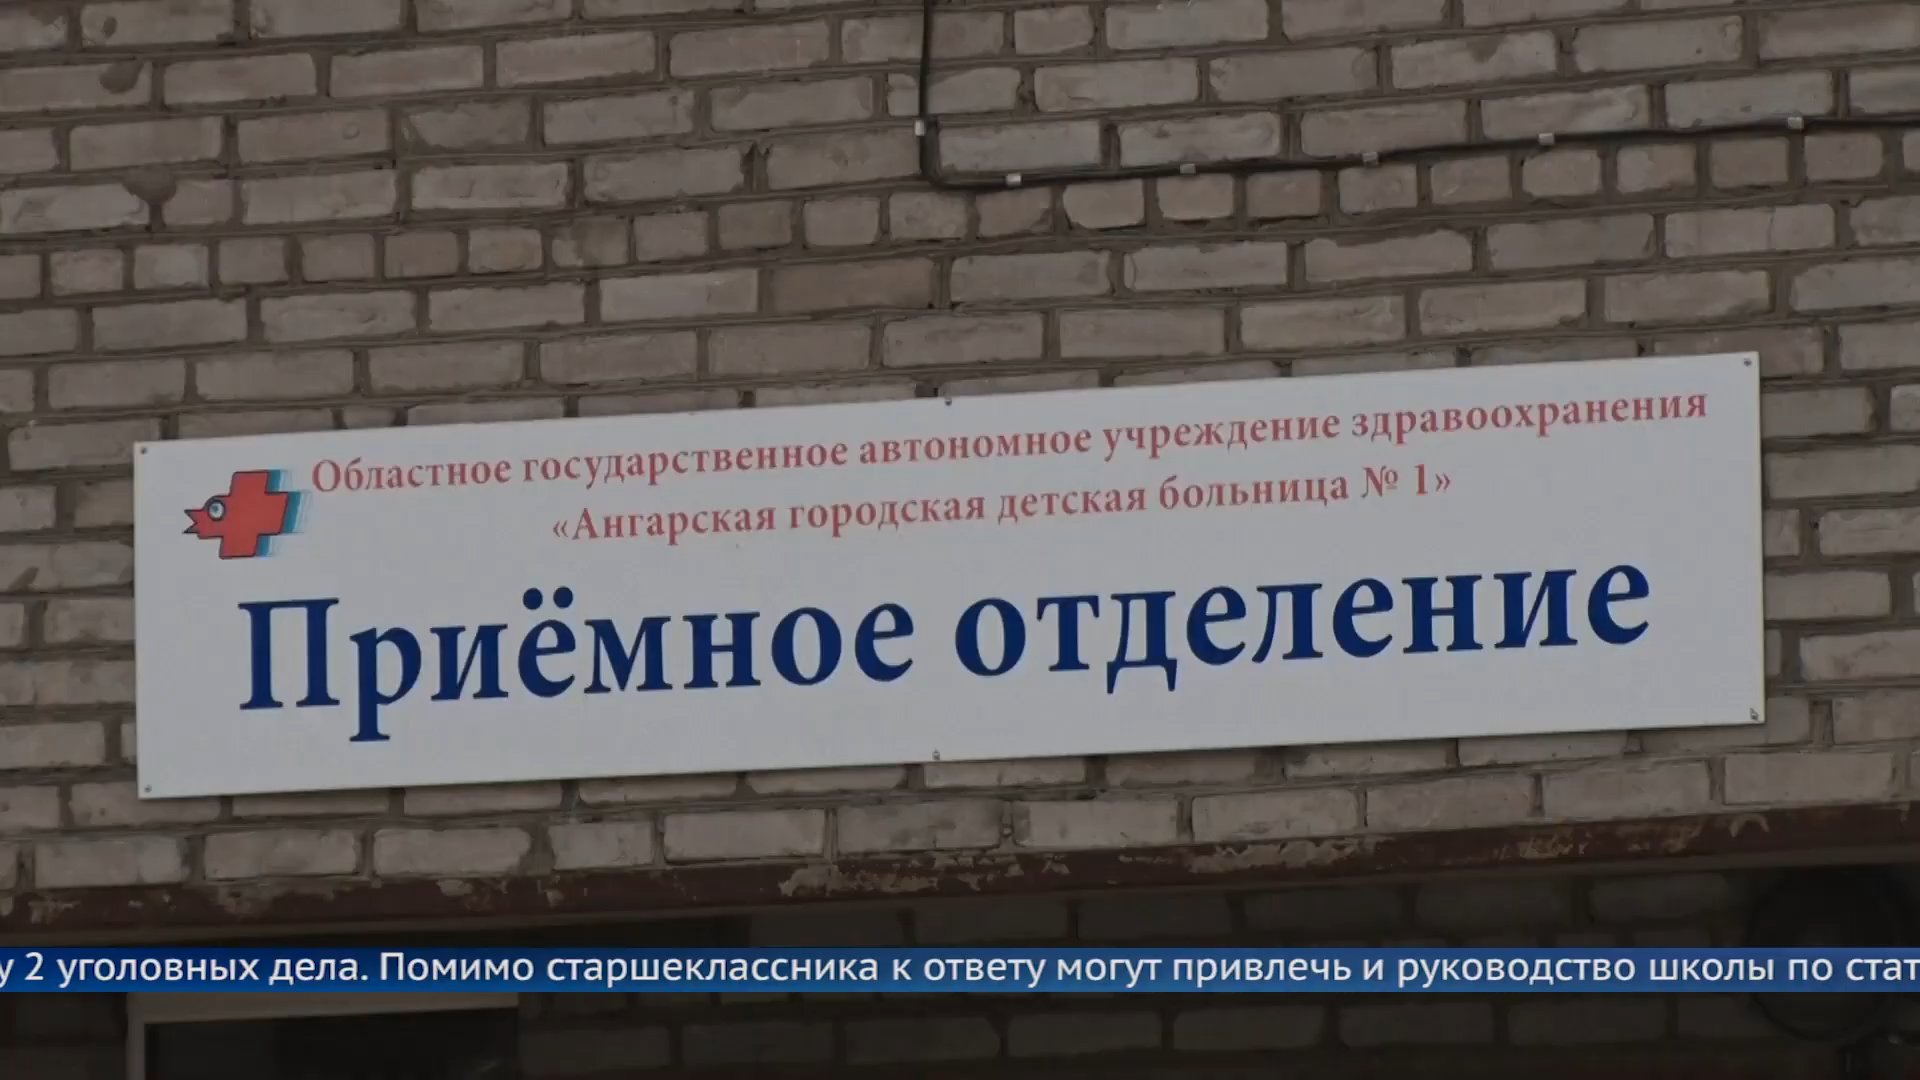 Областное государственное автономное учреждение здравоохранения
«Ангарская городская детская больница № 1»
Приёмное отделение
у 2 уголовных дела. Помимо старшеклассника к ответу могут привлечь и руководство школы по стат